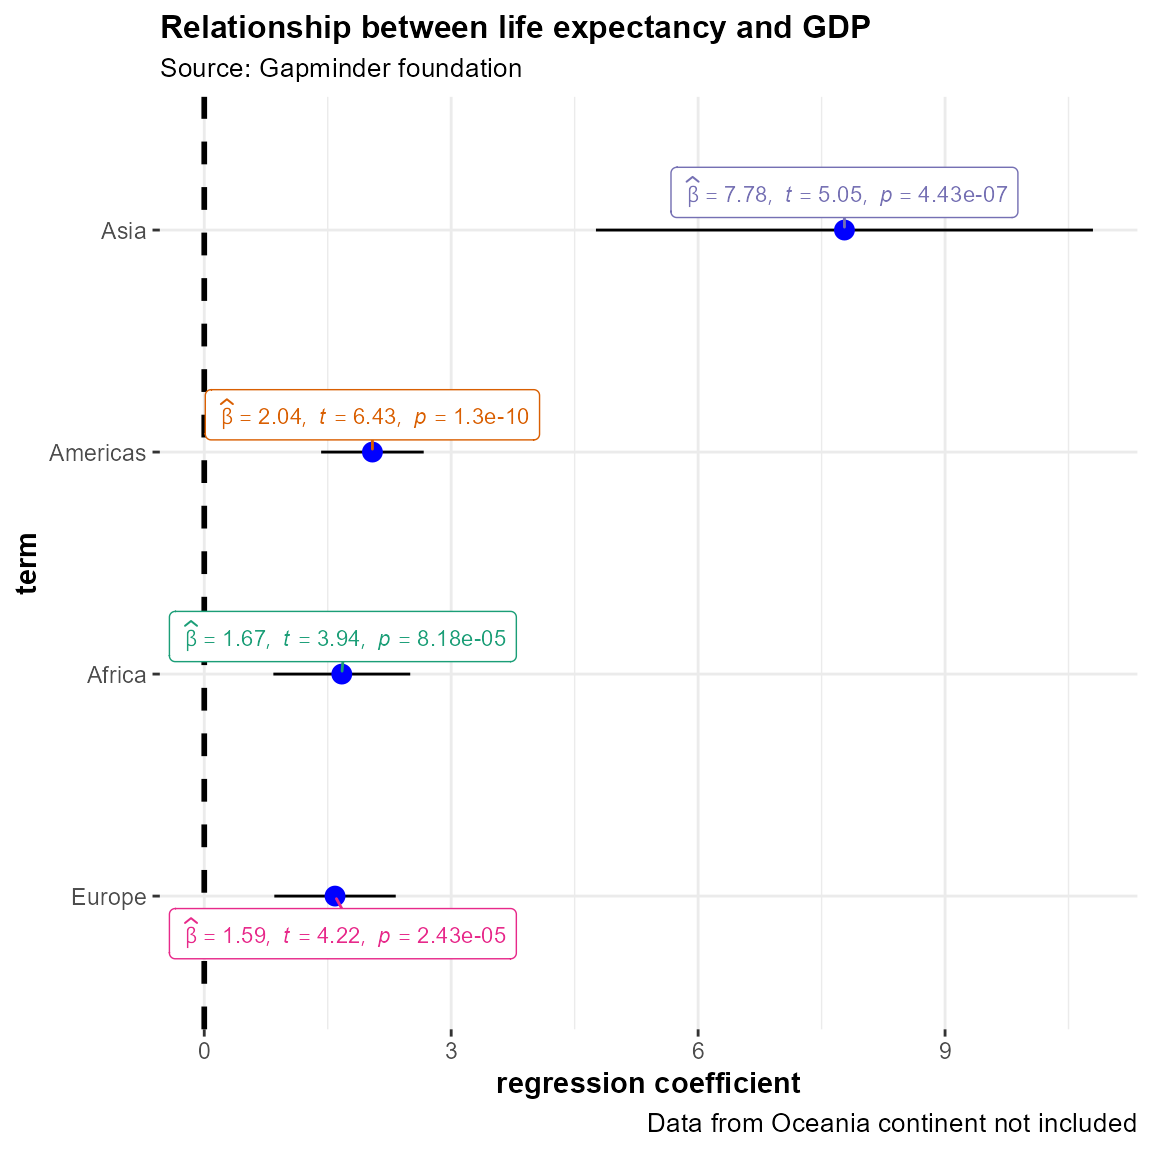 Relationship between life expectancy and GDP
Source: Gapminder foundation
β̂ = 7.78, t = 5.05, p = 4.43e-07
Asia
β̂ = 2.04, t = 6.43, p = 1.3e-10
Americas
term
β̂ = 1.67, t = 3.94, p = 8.18e-05
Africa
Europe
β̂ = 1.59, t = 4.22, p = 2.43e-05
0 3 6 9
regression coefficient
Data from Oceania continent not included